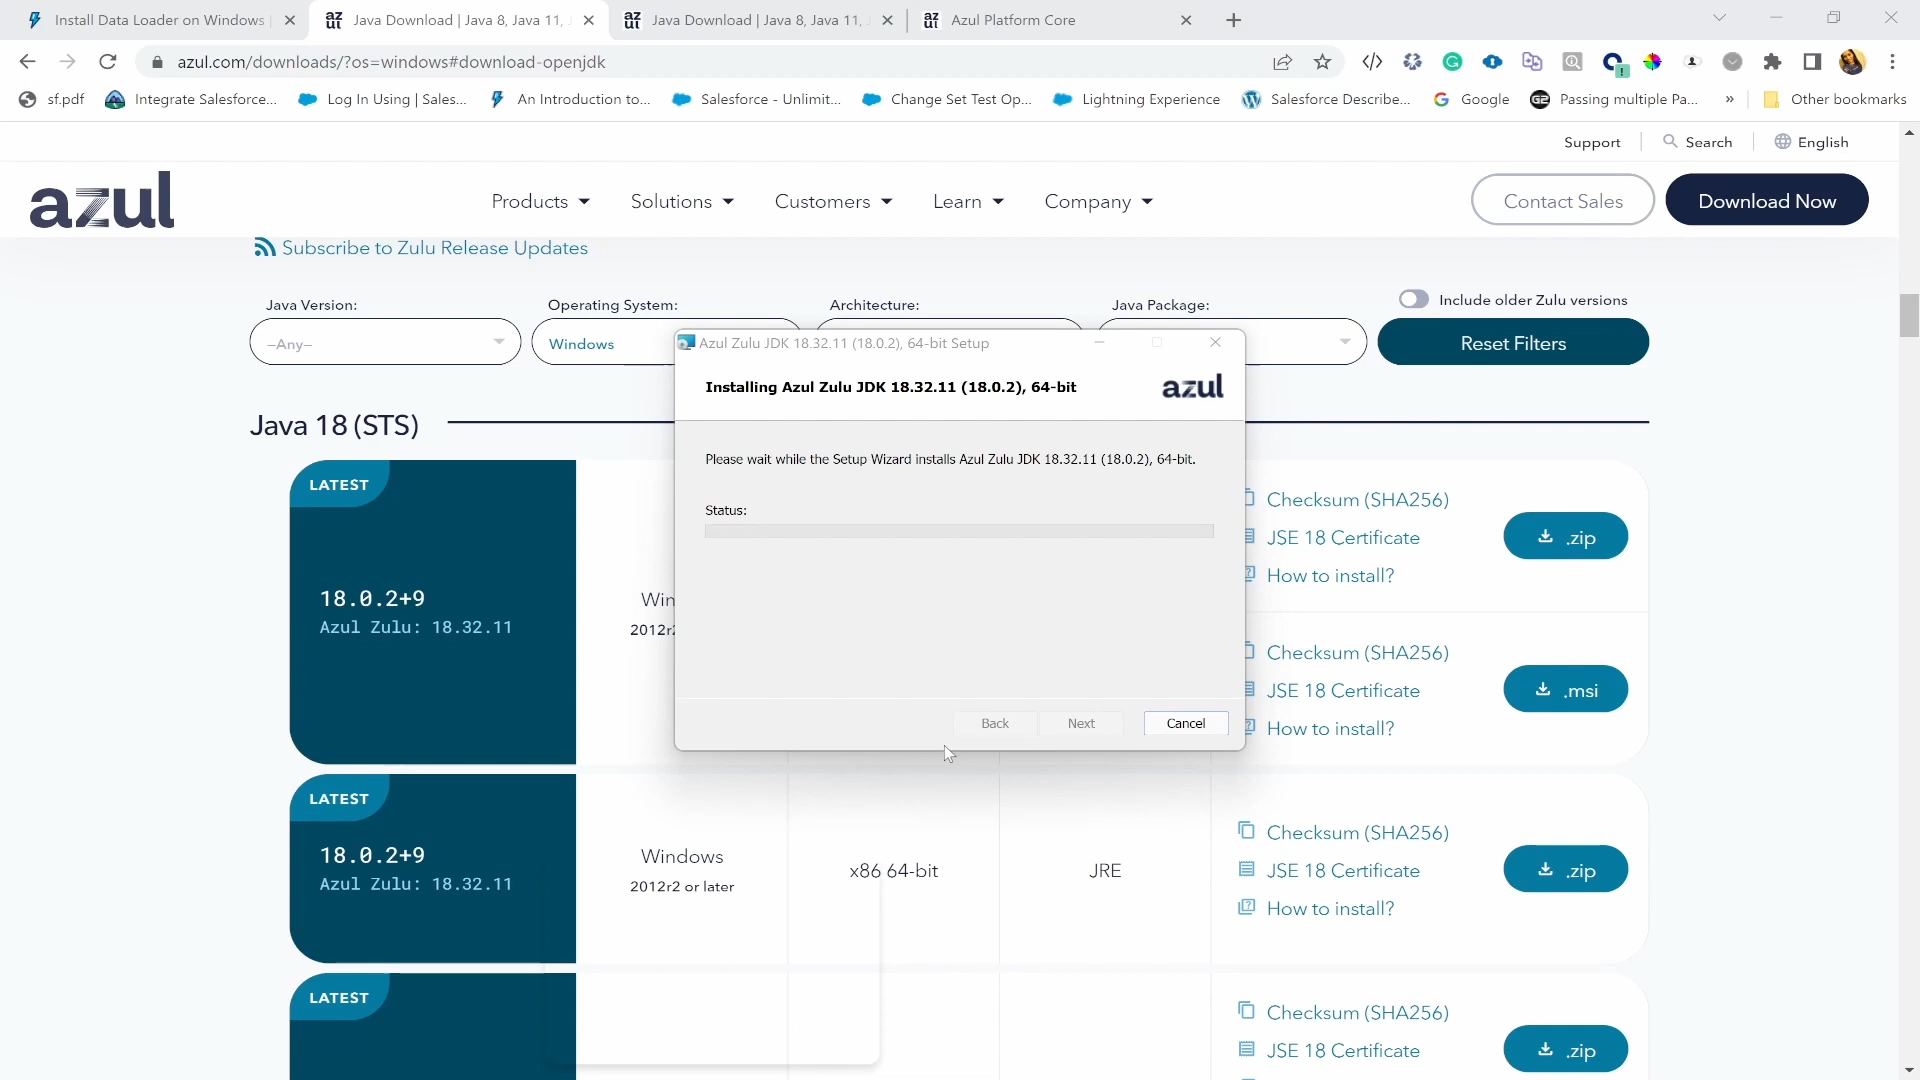 Install Data Loader on Windows
Java Download | Java 8, Java 11,
Java Download | Java 8, Java 11,
Azul Platform Core
azul.com/downloads/?os=windows#download-openjdk
sf.pdf
Integrate Salesforce...
Log In Using | Sales...
An Introduction to...
Salesforce - Unlimit...
Change Set Test Op...
Lightning Experience
Salesforce Describe...
Google
Passing multiple Pa...
»
Other bookmarks
Support
Search
English
azul
Products
Solutions
Customers
Learn
Company
Contact Sales
Download Now
Subscribe to Zulu Release Updates
Java Version:
Operating System:
Architecture:
Java Package:
Include older Zulu versions
–Any–
Windows
Reset Filters
Azul Zulu JDK 18.32.11 (18.0.2), 64-bit Setup
Installing Azul Zulu JDK 18.32.11 (18.0.2), 64-bit
azul
Please wait while the Setup Wizard installs Azul Zulu JDK 18.32.11 (18.0.2), 64-bit.
Status:
Back
Next
Cancel
Java 18 (STS)
LATEST
18.0.2+9
Azul Zulu: 18.32.11
Win
2012r2
Checksum (SHA256)
JSE 18 Certificate
How to install?
.zip
Checksum (SHA256)
JSE 18 Certificate
How to install?
.msi
LATEST
18.0.2+9
Azul Zulu: 18.32.11
Windows
2012r2 or later
x86 64-bit
JRE
Checksum (SHA256)
JSE 18 Certificate
How to install?
.zip
LATEST
Checksum (SHA256)
JSE 18 Certificate
.zip